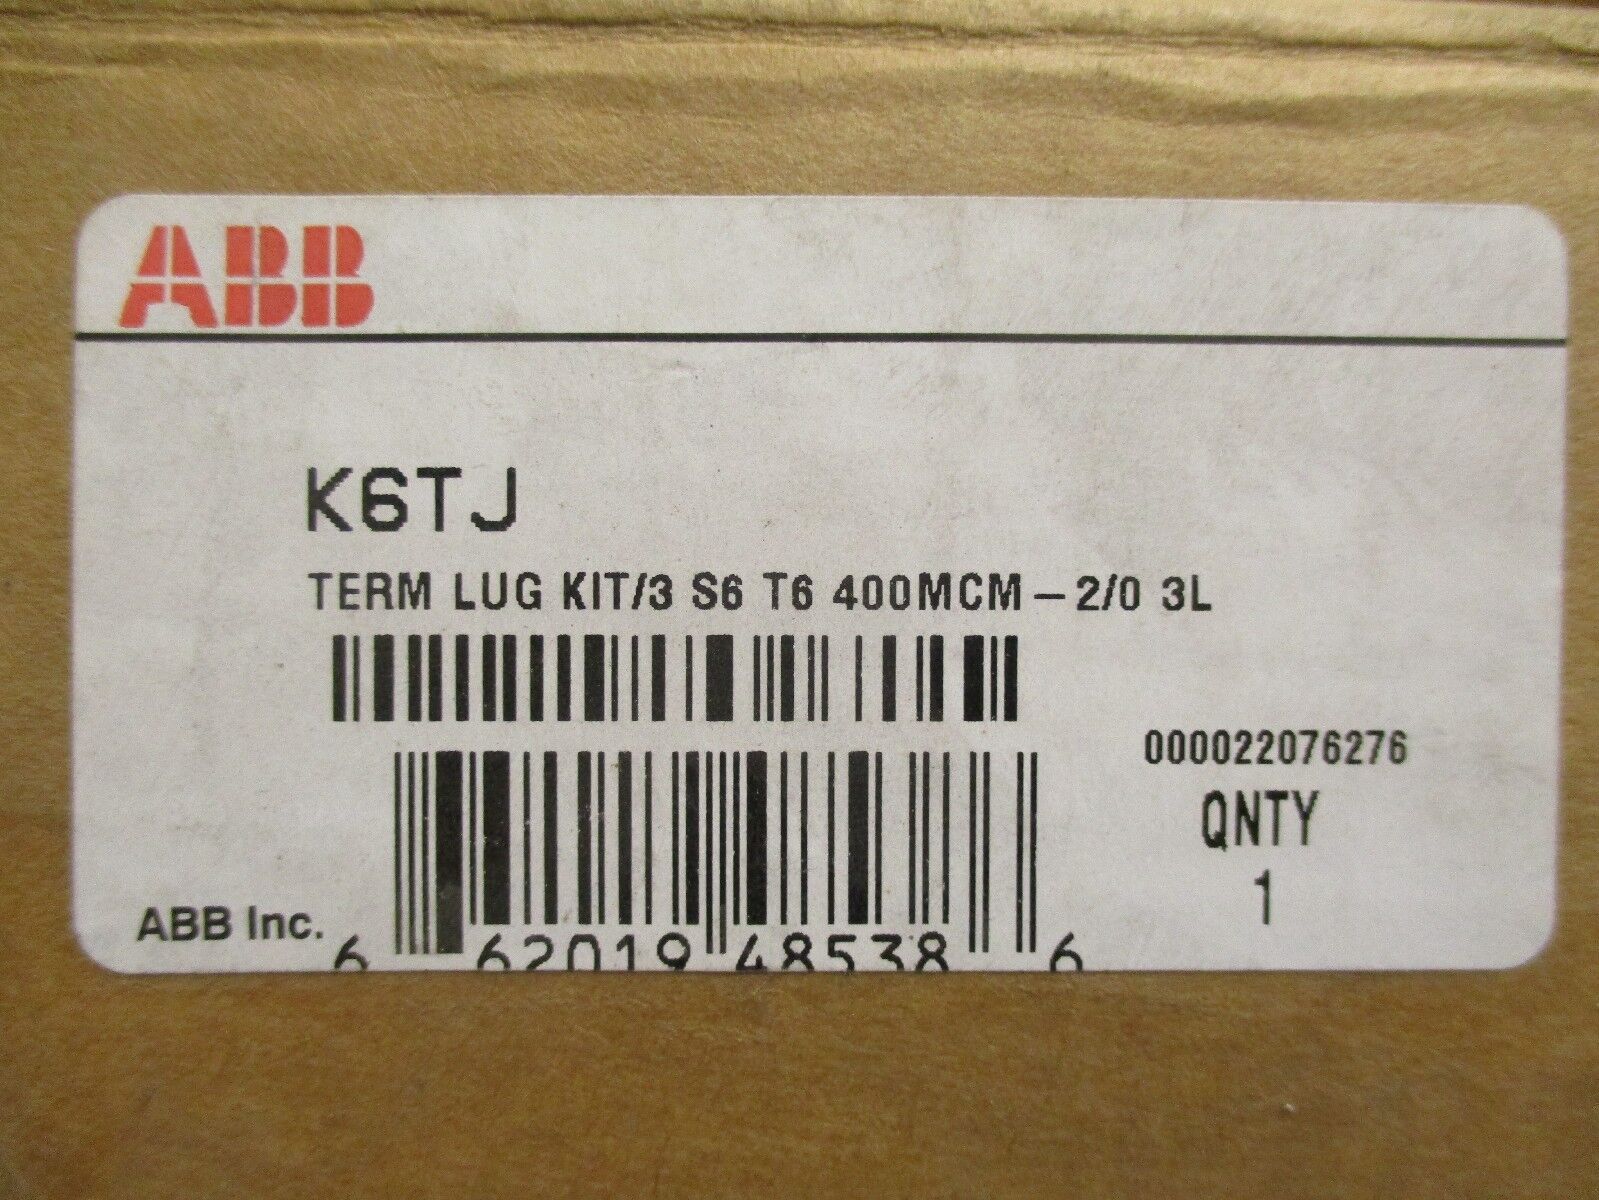 ABB
K6TJ
TERM LUG KIT/3 S6 T6 400MCM-2/0 3L
000022076276
QNTY
1
ABB Inc.
6 62019 48538 6